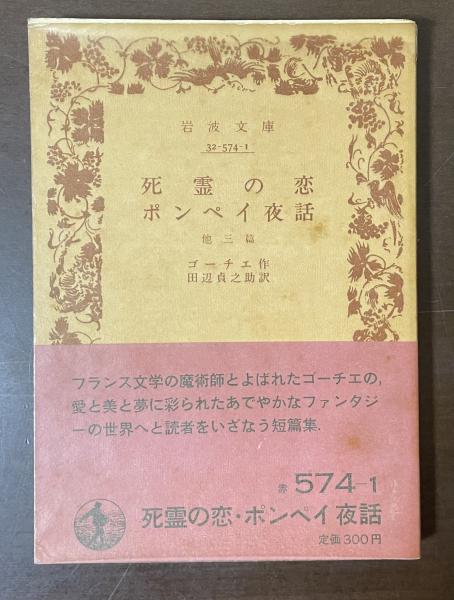 岩波文庫
32-574-1
死霊の恋
ポンペイ夜話
他三篇
ゴーチエ作
田辺貞之助訳
フランス文学の魔術師とよばれたゴーチエの,
愛と美と夢に彩られたあでやかなファンタジ
ーの世界へと読者をいざなう短篇集.
赤 574-1
死霊の恋・ポンペイ夜話
定価300円